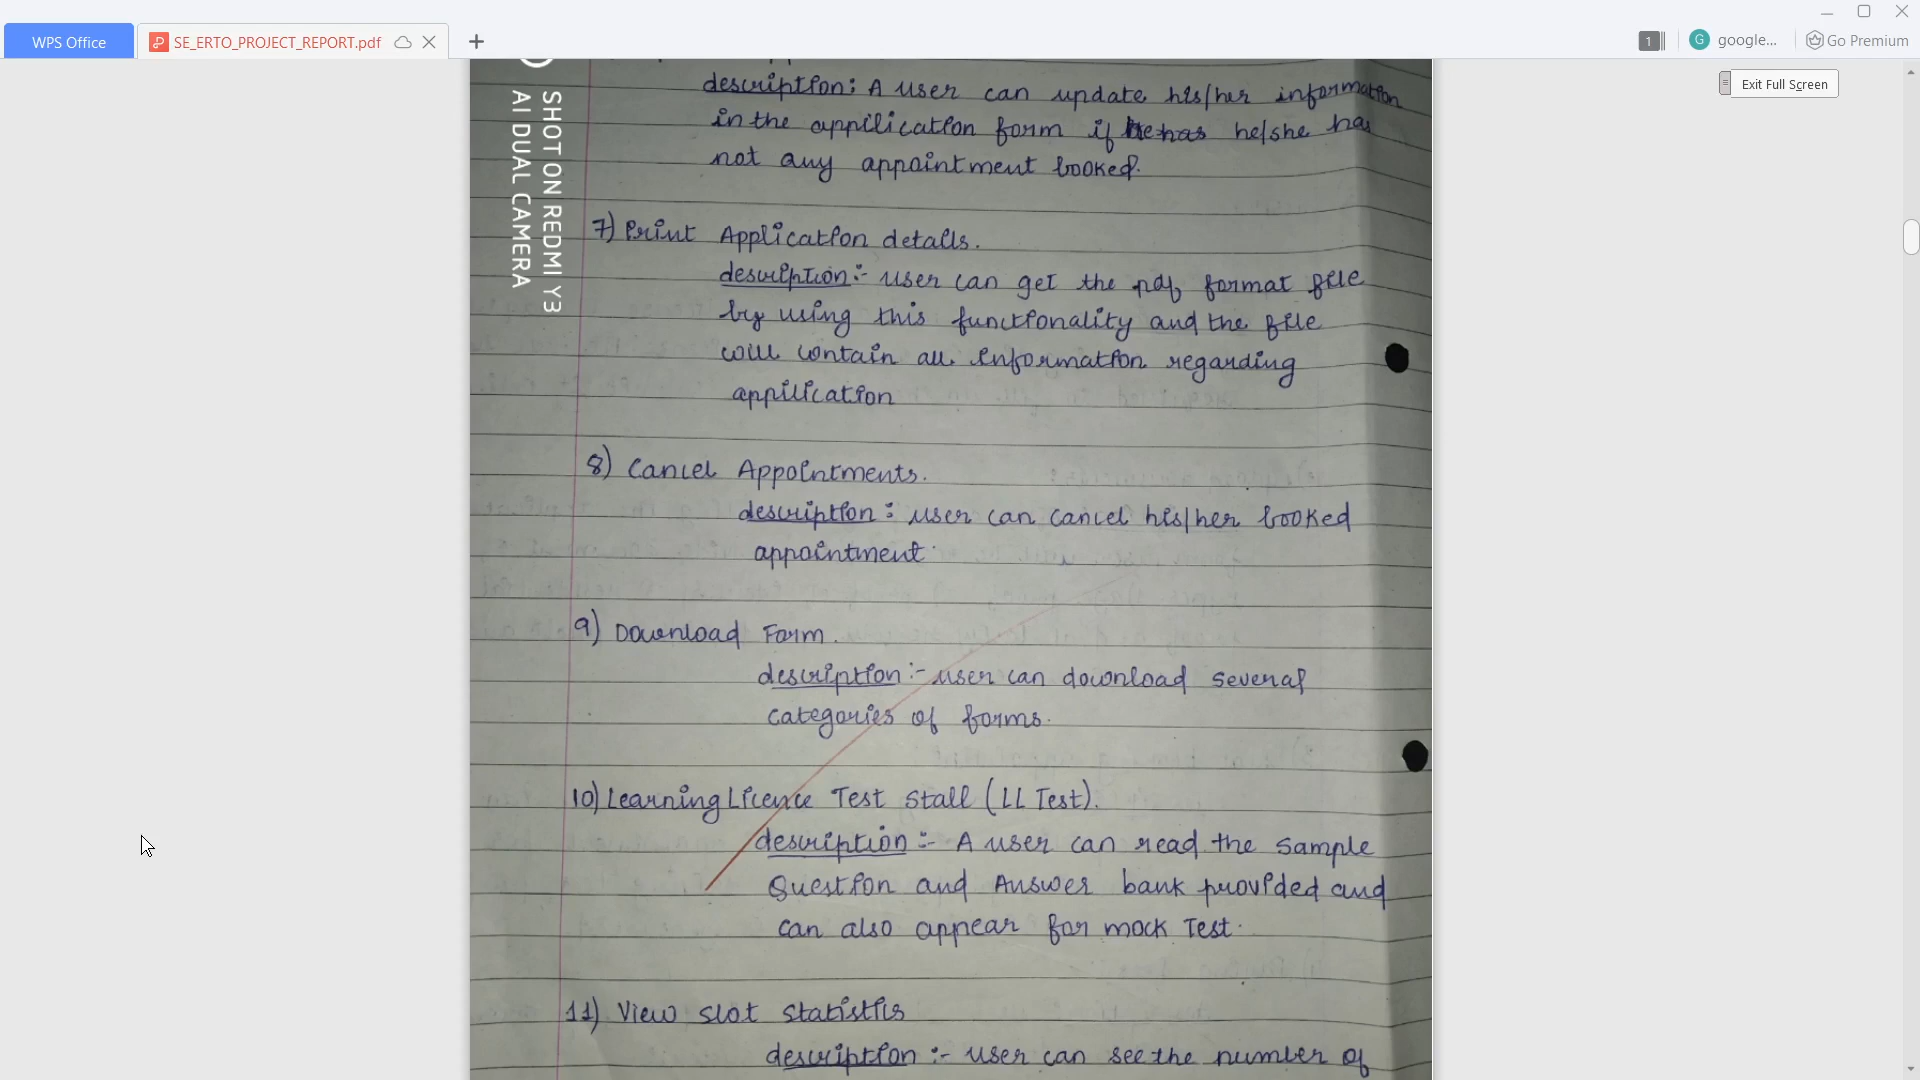 WPS Office
SE_ERTO_PROJECT_REPORT.pdf
1
G google...
Go Premium
Exit Full Screen
SHOT ON REDMI Y3
AI DUAL CAMERA
description: A user can update his/her information
in the appilication form if he has he/she has
not any appointment booked.
7) Print Application details.
description:- user can get the pdf format file
by using this functionality and the file
will contain all information regarding
appilication
8) Cancel Appointments.
description: user can cancel his/her booked
appointment.
9) Download Form.
description:- user can download several
categories of forms.
10) Learning Licence Test Stall (LL Test).
description:- A user can read the Sample
Question and Answer bank provided and
can also appear for mock Test.
11) View slot statistics
description:- user can see the number of